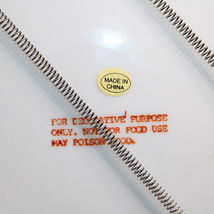 MADE IN
CHINA
FOR DECORATIVE PURPOSE
ONLY. NOT FOR FOOD USE
MAY POISON FOOD.